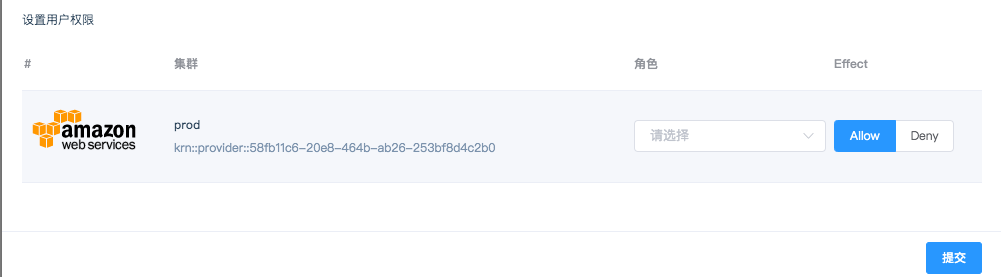 设置用户权限
# 集群 角色 Effect
amazon
web services
prod
krn::provider::58fb11c6-20e8-464b-ab26-253bf8d4c2b0
请选择
Allow Deny
提交